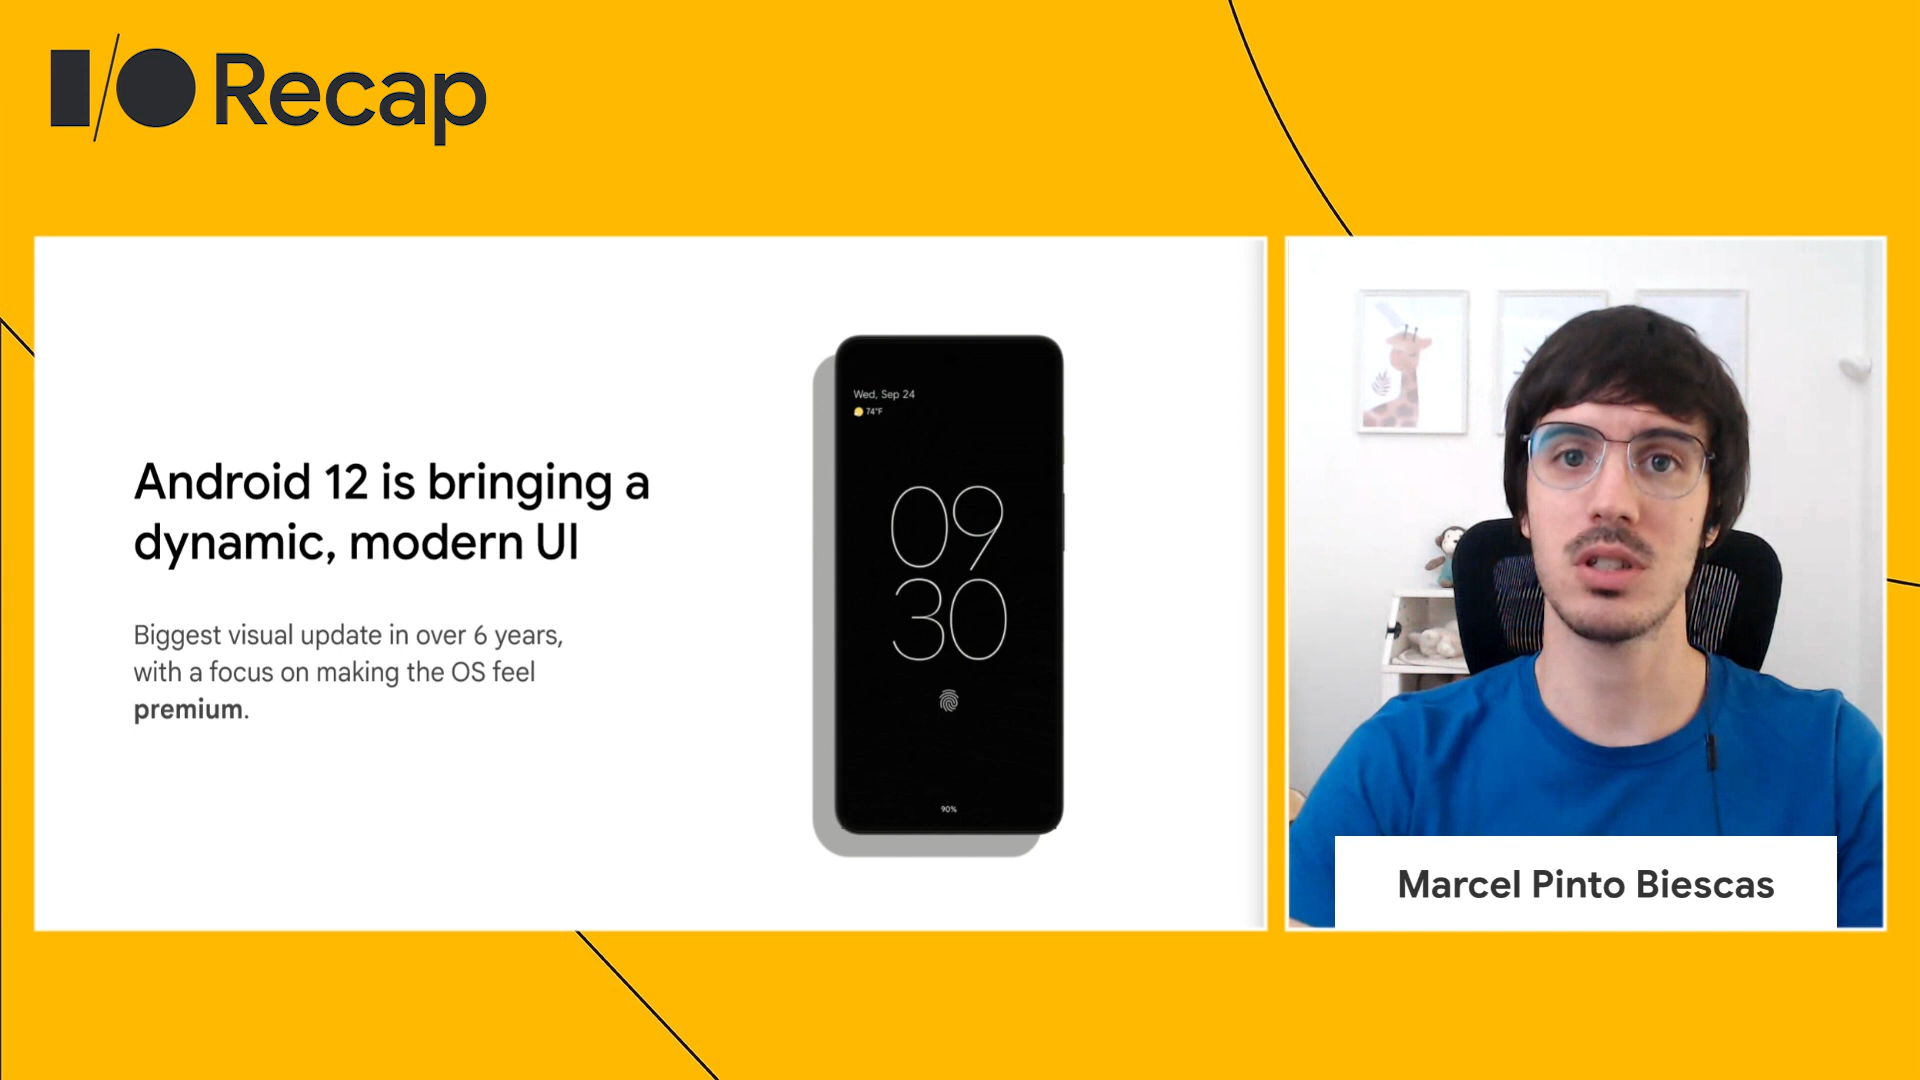 I/O Recap
Android 12 is bringing a
dynamic, modern UI
Biggest visual update in over 6 years,
with a focus on making the OS feel
premium.
Wed, Sep 24
74°F
09
30
90%
Marcel Pinto Biescas